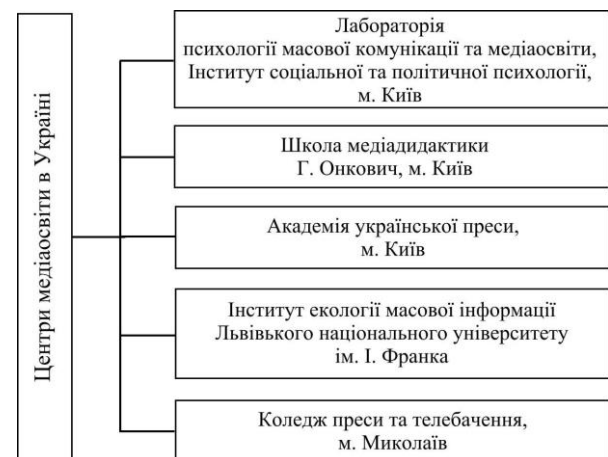 Центри медіаосвіти в Україні
Лабораторія
психології масової комунікації та медіаосвіти,
Інститут соціальної та політичної психології,
м. Київ
Школа медіадидактики
Г. Онкович, м. Київ
Академія української преси,
м. Київ
Інститут екології масової інформації
Львівького національного університету
ім. І. Франка
Коледж преси та телебачення,
м. Миколаїв